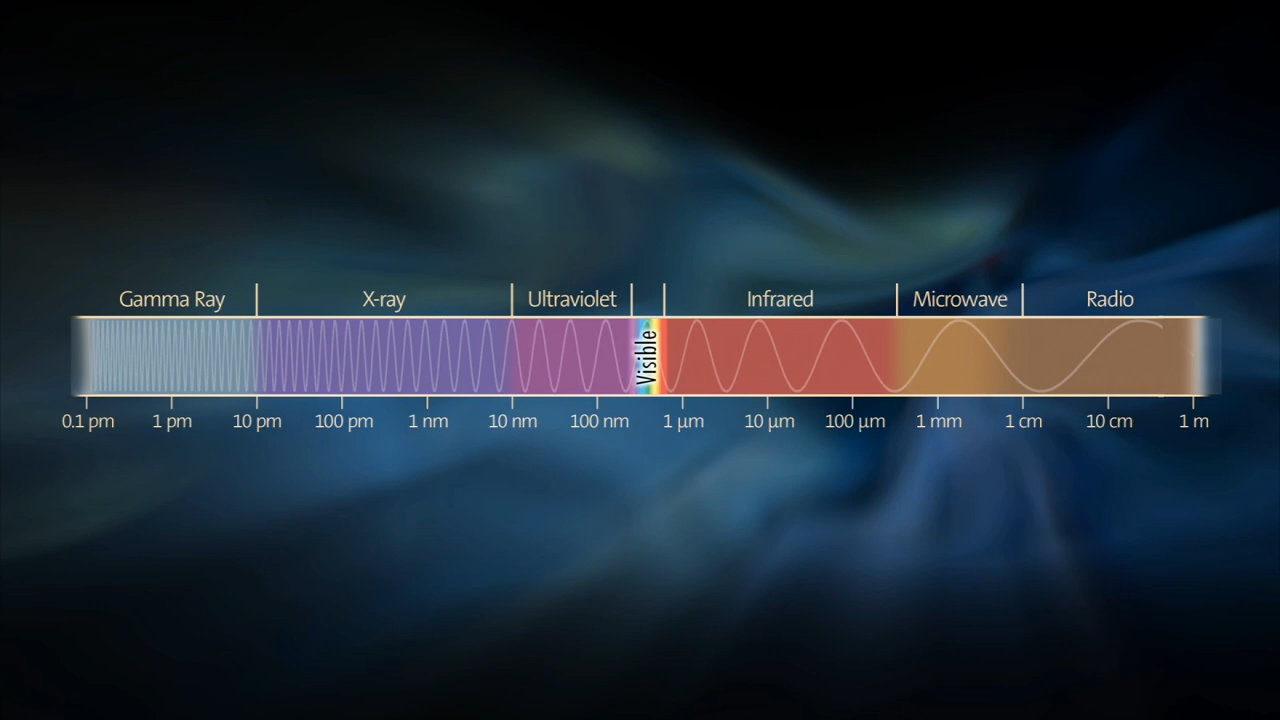 Gamma Ray X-ray Ultraviolet Infrared Microwave Radio
Visible
0.1 pm 1 pm 10 pm 100 pm 1 nm 10 nm 100 nm 1 µm 10 µm 100 µm 1 mm 1 cm 10 cm 1 m